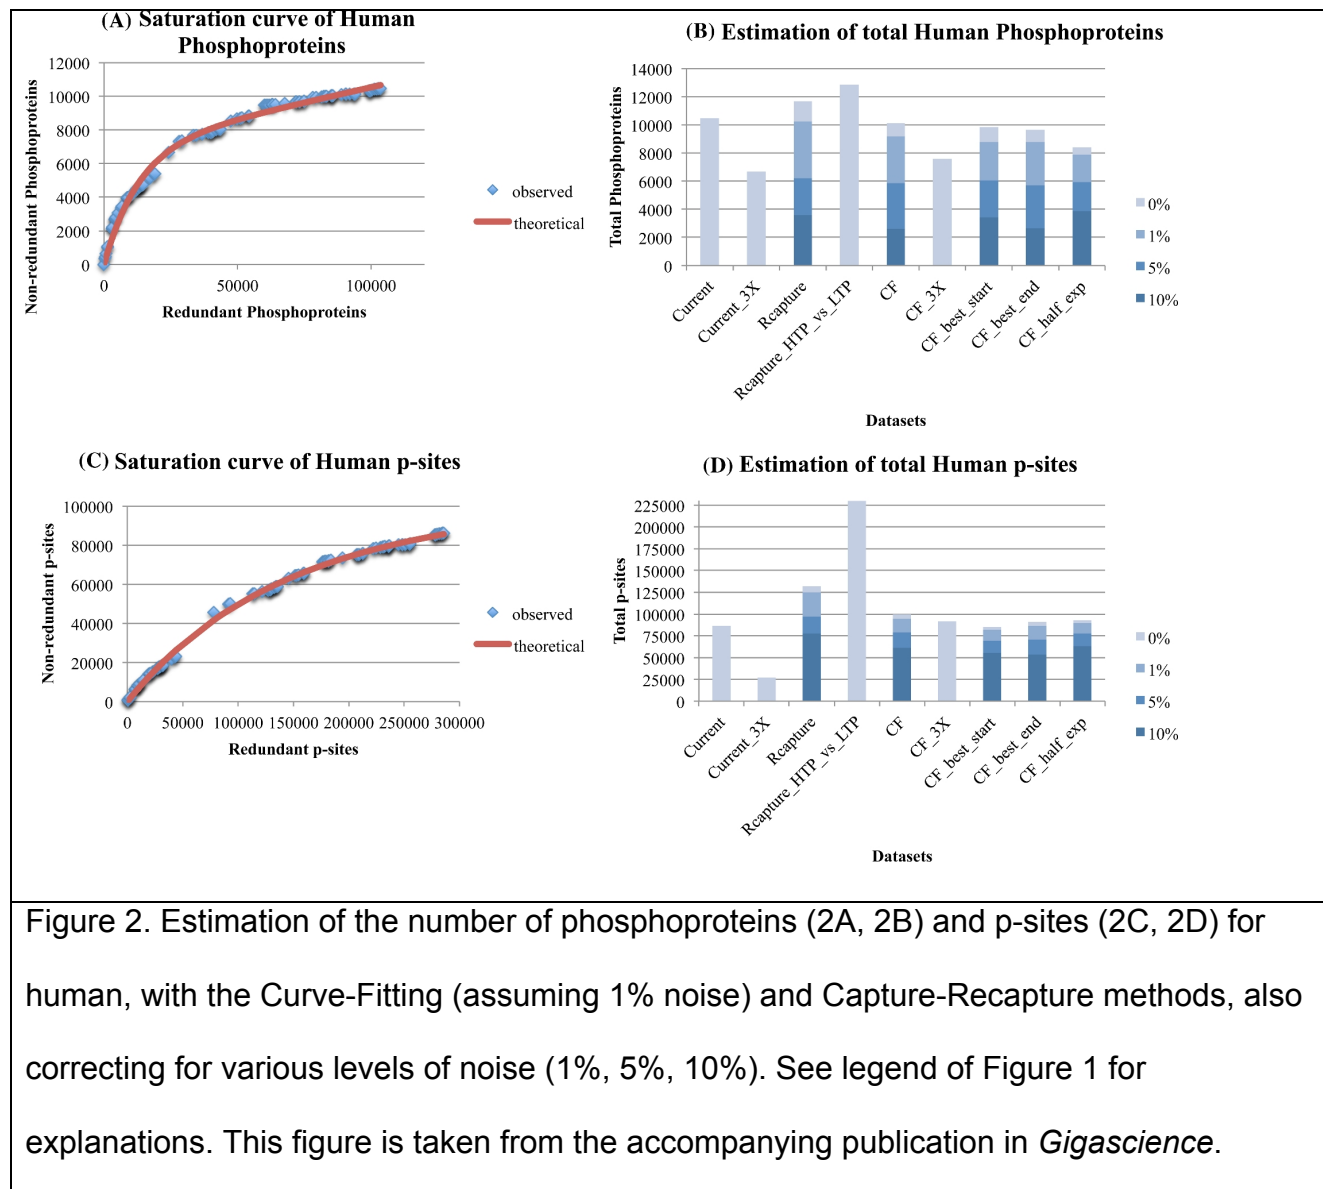 (A) Saturation curve of Human
Phosphoproteins
Non-redundant Phosphoproteins
12000
10000
8000
6000
4000
2000
0
0 50000 100000
Redundant Phosphoproteins
observed
theoretical
(B) Estimation of total Human Phosphoproteins
Total Phosphoproteins
14000
12000
10000
8000
6000
4000
2000
0
Current
Current_3X
Rcapture
Rcapture_HTP_vs_LTP
CF
CF_3X
CF_best_start
CF_best_end
CF_half_exp
Datasets
0%
1%
5%
10%
(C) Saturation curve of Human p-sites
Non-redundant p-sites
100000
80000
60000
40000
20000
0
0 50000 100000 150000 200000 250000 300000
Redundant p-sites
observed
theoretical
(D) Estimation of total Human p-sites
Total p-sites
225000
200000
175000
150000
125000
100000
75000
50000
25000
0
Current
Current_3X
Rcapture
Rcapture_HTP_vs_LTP
CF
CF_3X
CF_best_start
CF_best_end
CF_half_exp
Datasets
0%
1%
5%
10%
Figure 2. Estimation of the number of phosphoproteins (2A, 2B) and p-sites (2C, 2D) for
human, with the Curve-Fitting (assuming 1% noise) and Capture-Recapture methods, also
correcting for various levels of noise (1%, 5%, 10%). See legend of Figure 1 for
explanations. This figure is taken from the accompanying publication in Gigascience.